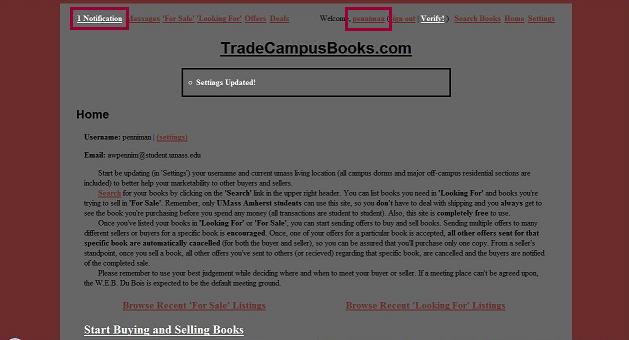 1 Notification Messages 'For Sale' 'Looking For' Offers Deals Welcome, penniman (Sign out | Verify!) Search Books Home Settings
TradeCampusBooks.com
Settings Updated!
Home
Username: penniman | (settings)
Email: awpennim@student.umass.edu
Start be updating (in 'Settings') your username and current umass living location (all campus dorms and major off-campus residential sections are
included) to better help your marketability to other buyers and sellers.
Search for your books by clicking on the 'Search' link in the upper right header. You can list books you need in 'Looking For' and books you're
trying to sell in 'For Sale'. Remember, only UMass Amherst students can use this site, so you don't have to deal with shipping and you always get to
see the book you're purchasing before you spend any money (all transactions are student to student). Also, this site is completely free to use.
Once you've listed your books in 'Looking For' or 'For Sale', you can start sending offers to buy and sell books. Sending multiple offers to many
different sellers or buyers for a specific book is encouraged. Once, one of your offers for a particular book is accepted, all other offers sent for that
specific book are automatically cancelled (for both the buyer and seller), so you can be assured that you'll purchase only one copy. From a seller's
standpoint, once you sell a book, all other offers you've sent to others (or recieved) regarding that specific book, are cancelled and the buyers are notified
of the completed sale.
Please remember to use your best judgement while deciding where and when to meet your buyer or seller. If a meeting place can't be agreed upon,
the W.E.B. Du Bois is expected to be the default meeting ground.
Browse Recent 'For Sale' Listings Browse Recent 'Looking For' Listings
Start Buying and Selling Books